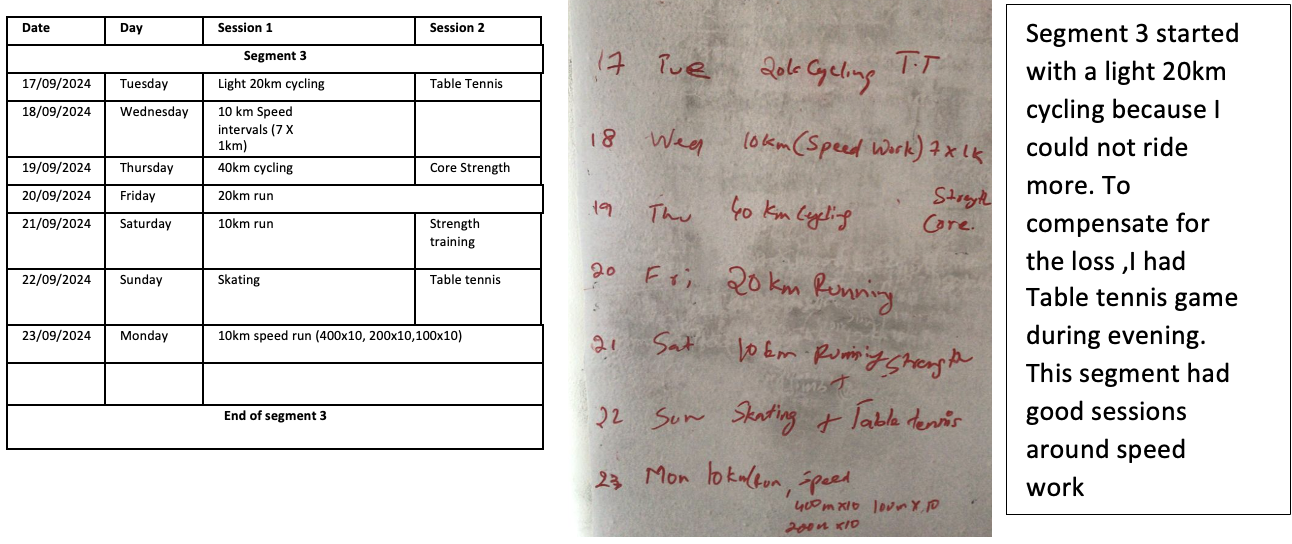 Date Day Session 1 Session 2
Segment 3
17/09/2024 Tuesday Light 20km cycling Table Tennis
18/09/2024 Wednesday 10 km Speed
intervals (7 X
1km)
19/09/2024 Thursday 40km cycling Core Strength
20/09/2024 Friday 20km run
21/09/2024 Saturday 10km run Strength
training
22/09/2024 Sunday Skating Table tennis
23/09/2024 Monday 10km speed run (400x10, 200x10,100x10)
End of segment 3
17 Tue 20k Cycling T.T
18 Wed 10km (Speed Work) 7 x 1K
19 Thu 40 km Cycling Strength
Core.
20 Fri, 20 km Running
21 Sat 10 km Running Strength
+
22 Sun Skating + Table tennis
23 Mon 10km/Run, Speed
400mx10 100mx10
200m x10
Segment 3 started
with a light 20km
cycling because I
could not ride
more. To
compensate for
the loss ,I had
Table tennis game
during evening.
This segment had
good sessions
around speed
work